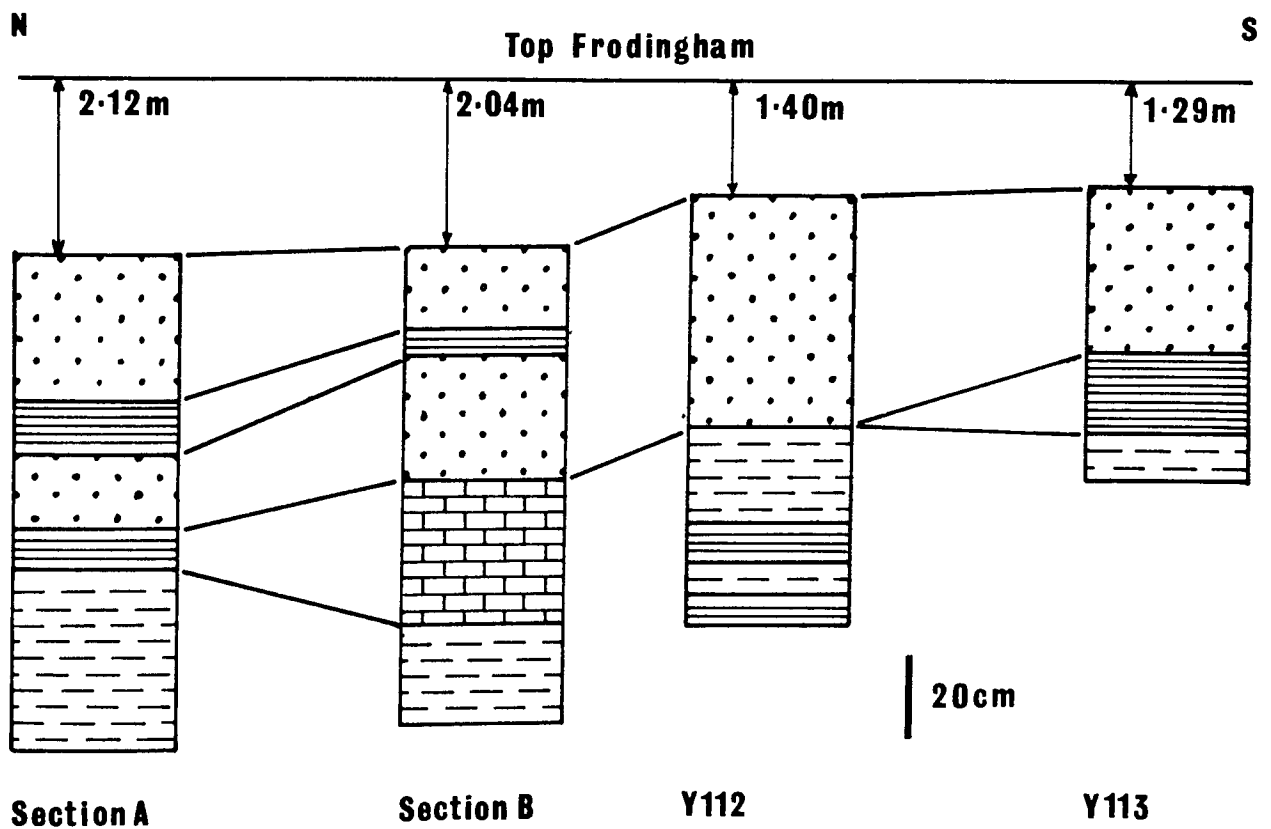 N
S
Top Frodingham
2·12m
2·04m
1·40m
1·29m
20cm
Section A
Section B
Y112
Y113